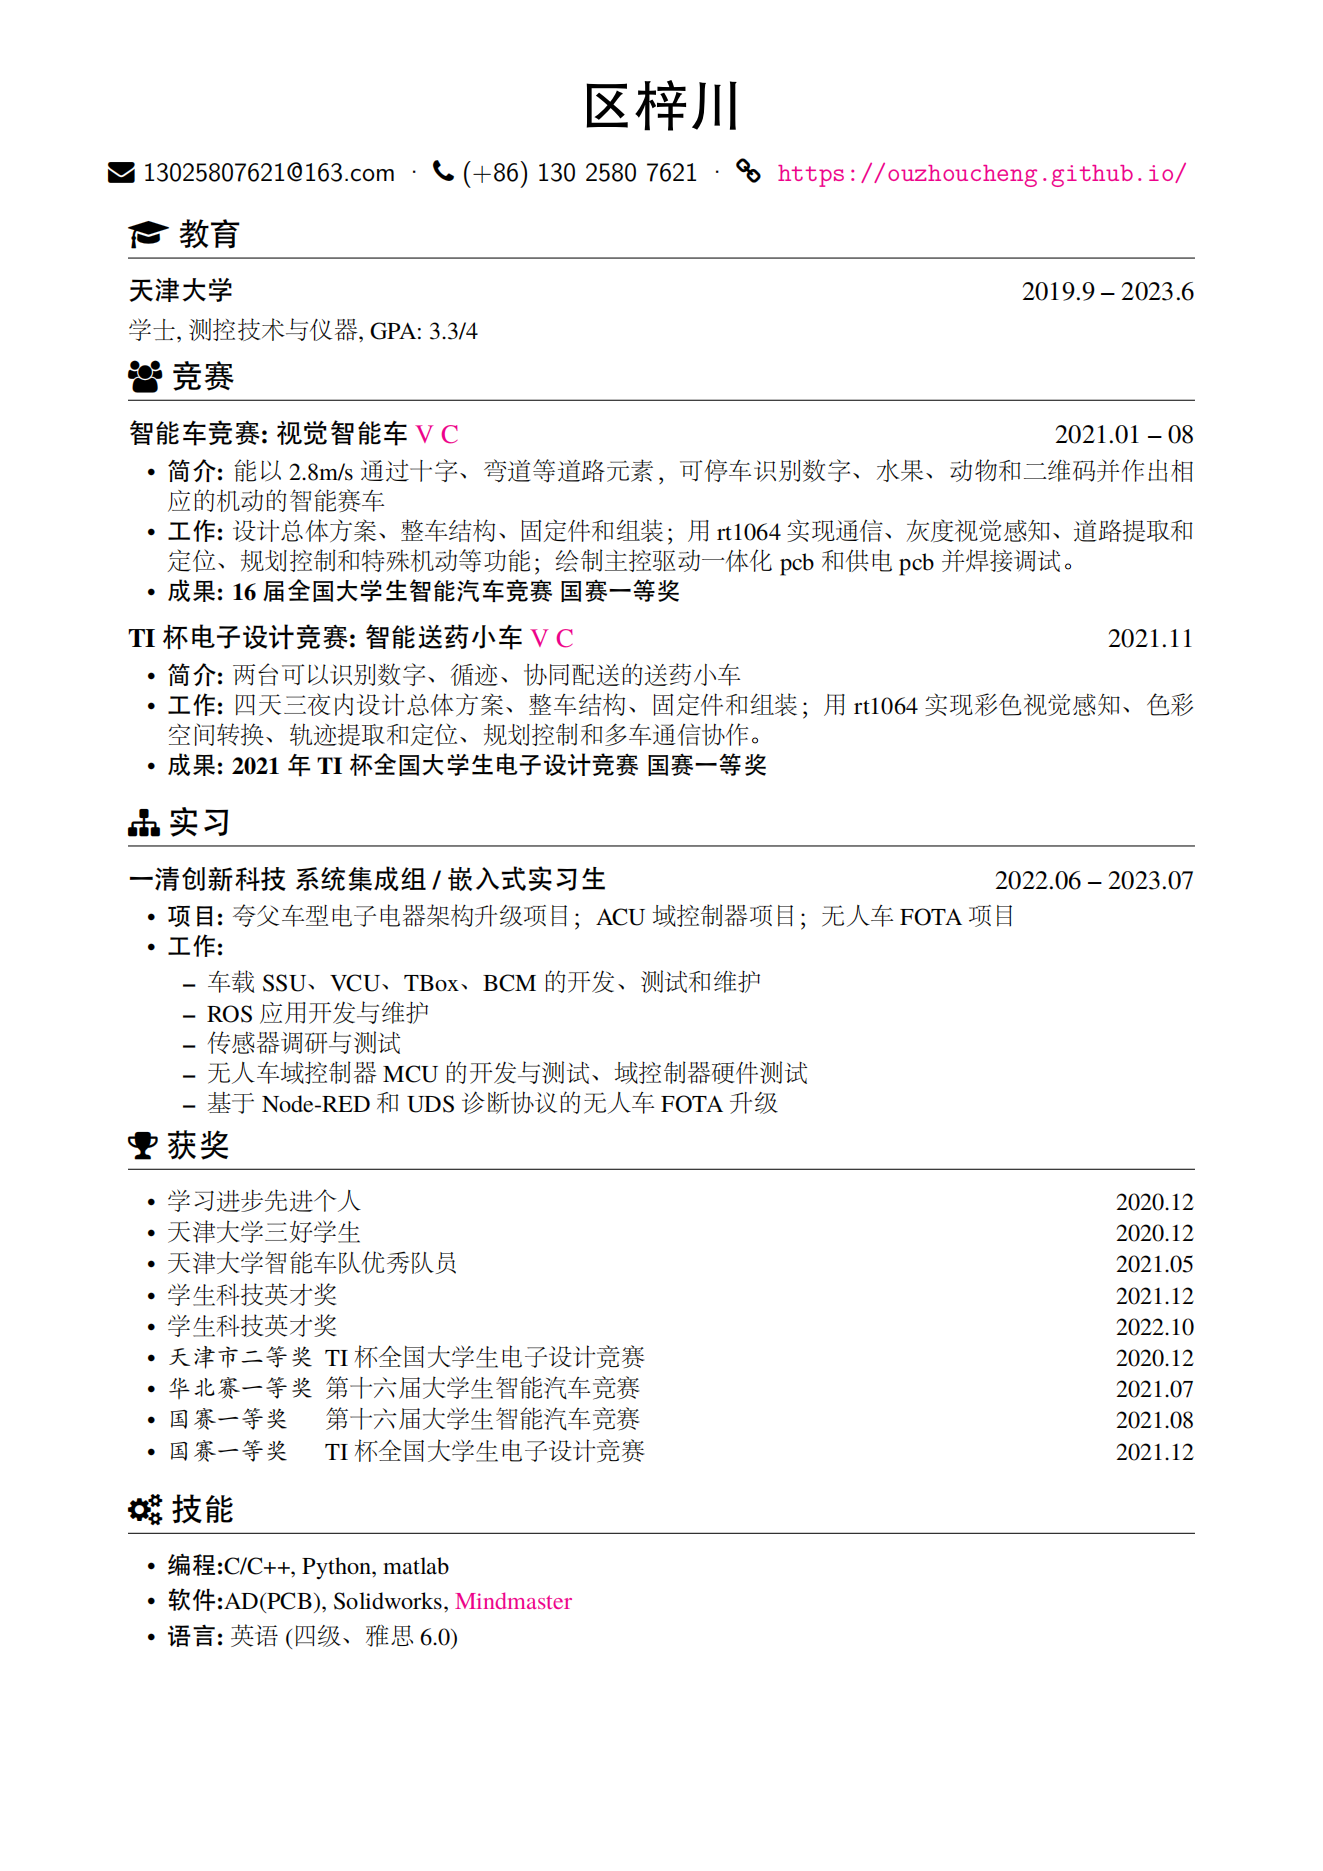 区梓川
13025807621@163.com · (+86) 130 2580 7621 · https://ouzhoucheng.github.io/
教育
天津大学 2019.9 – 2023.6
学士, 测控技术与仪器, GPA: 3.3/4
竞赛
智能车竞赛: 视觉智能车 V C 2021.01 – 08
• 简介: 能以 2.8m/s 通过十字、弯道等道路元素，可停车识别数字、水果、动物和二维码并作出相
应的机动的智能赛车
• 工作: 设计总体方案、整车结构、固定件和组装；用 rt1064 实现通信、灰度视觉感知、道路提取和
定位、规划控制和特殊机动等功能；绘制主控驱动一体化 pcb 和供电 pcb 并焊接调试。
• 成果: 16 届全国大学生智能汽车竞赛 国赛一等奖
TI 杯电子设计竞赛: 智能送药小车 V C 2021.11
• 简介: 两台可以识别数字、循迹、协同配送的送药小车
• 工作: 四天三夜内设计总体方案、整车结构、固定件和组装；用 rt1064 实现彩色视觉感知、色彩
空间转换、轨迹提取和定位、规划控制和多车通信协作。
• 成果: 2021 年 TI 杯全国大学生电子设计竞赛 国赛一等奖
实习
一清创新科技 系统集成组 / 嵌入式实习生 2022.06 – 2023.07
• 项目: 夸父车型电子电器架构升级项目；ACU 域控制器项目；无人车 FOTA 项目
• 工作:
– 车载 SSU、VCU、TBox、BCM 的开发、测试和维护
– ROS 应用开发与维护
– 传感器调研与测试
– 无人车域控制器 MCU 的开发与测试、域控制器硬件测试
– 基于 Node-RED 和 UDS 诊断协议的无人车 FOTA 升级
获奖
• 学习进步先进个人 2020.12
• 天津大学三好学生 2020.12
• 天津大学智能车队优秀队员 2021.05
• 学生科技英才奖 2021.12
• 学生科技英才奖 2022.10
• 天津市二等奖 TI 杯全国大学生电子设计竞赛 2020.12
• 华北赛一等奖 第十六届大学生智能汽车竞赛 2021.07
• 国赛一等奖 第十六届大学生智能汽车竞赛 2021.08
• 国赛一等奖 TI 杯全国大学生电子设计竞赛 2021.12
技能
• 编程:C/C++, Python, matlab
• 软件:AD(PCB), Solidworks, Mindmaster
• 语言: 英语 (四级、雅思 6.0)